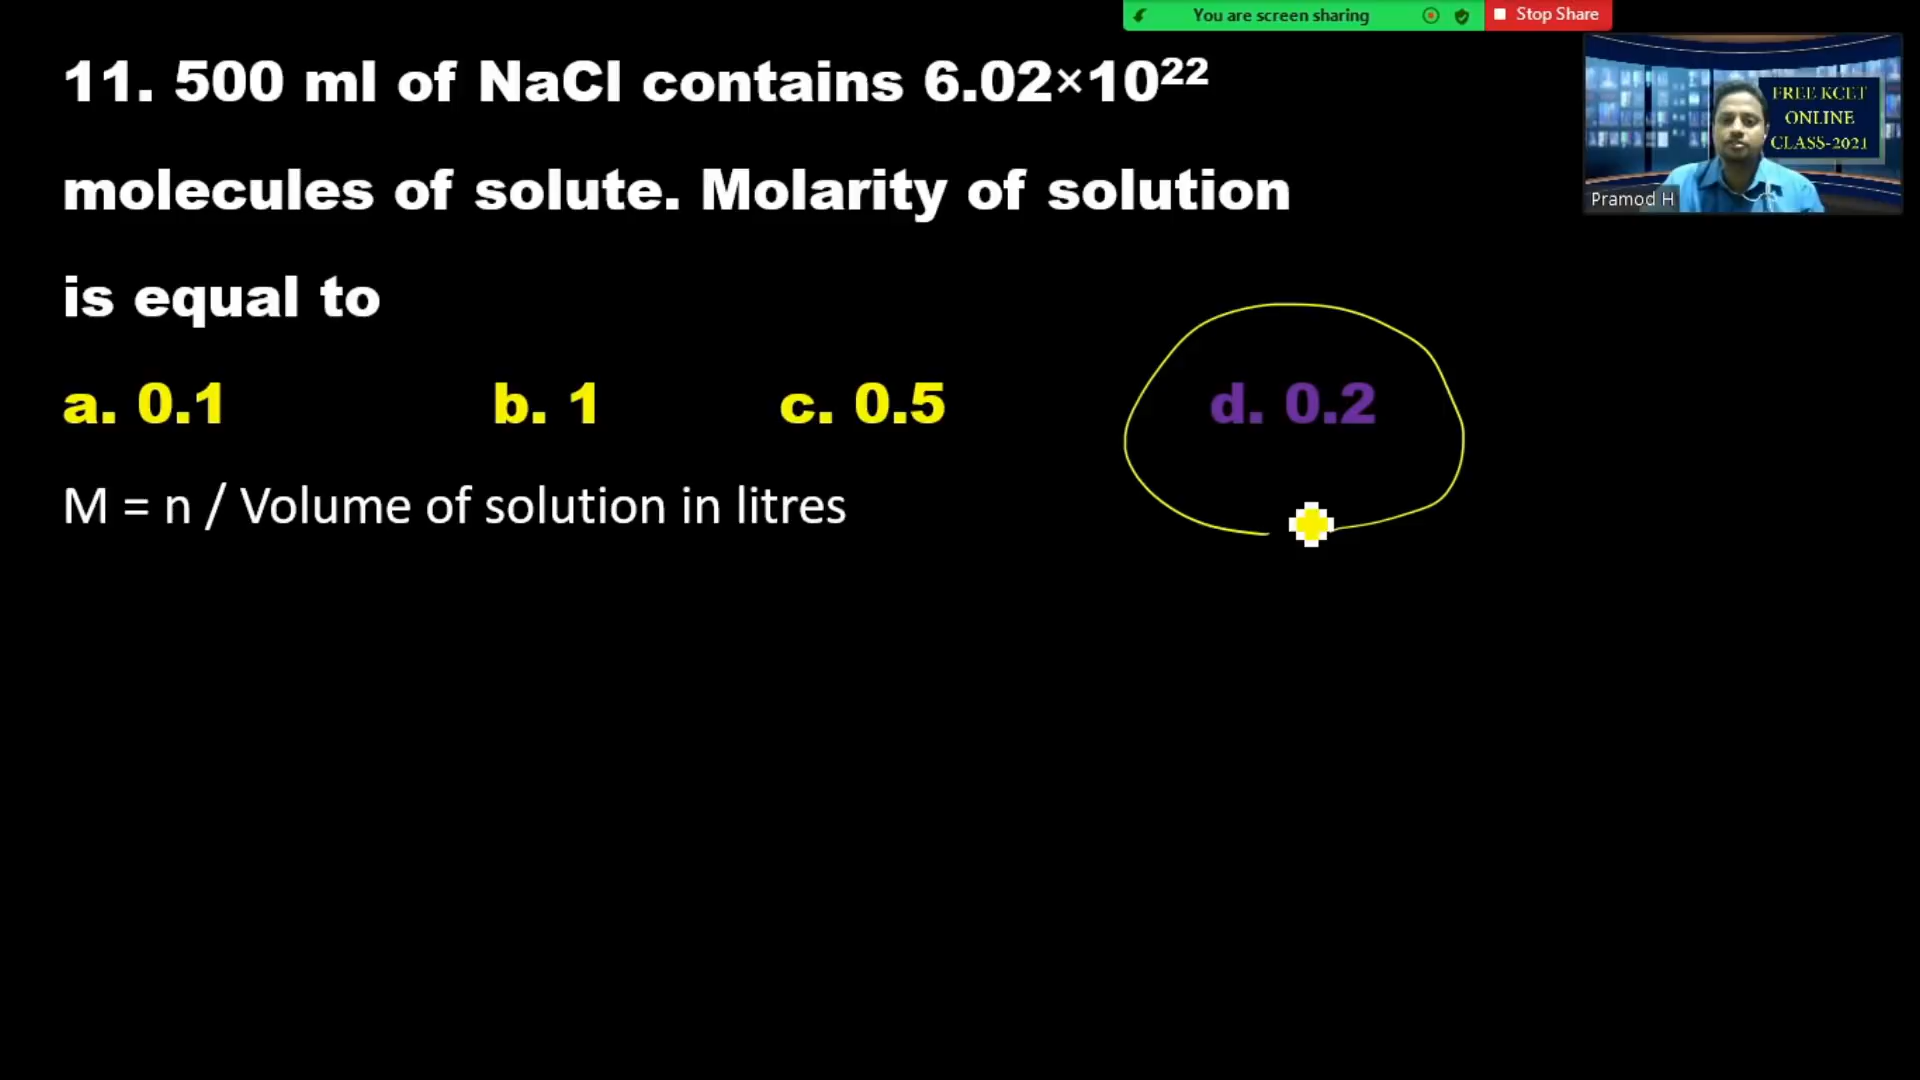 You are screen sharing
Stop Share
11. 500 ml of NaCl contains 6.02×10²²
molecules of solute. Molarity of solution
is equal to
a. 0.1 b. 1 c. 0.5 d. 0.2
M = n / Volume of solution in litres
FREE KCET
ONLINE
CLASS-2021
Pramod H